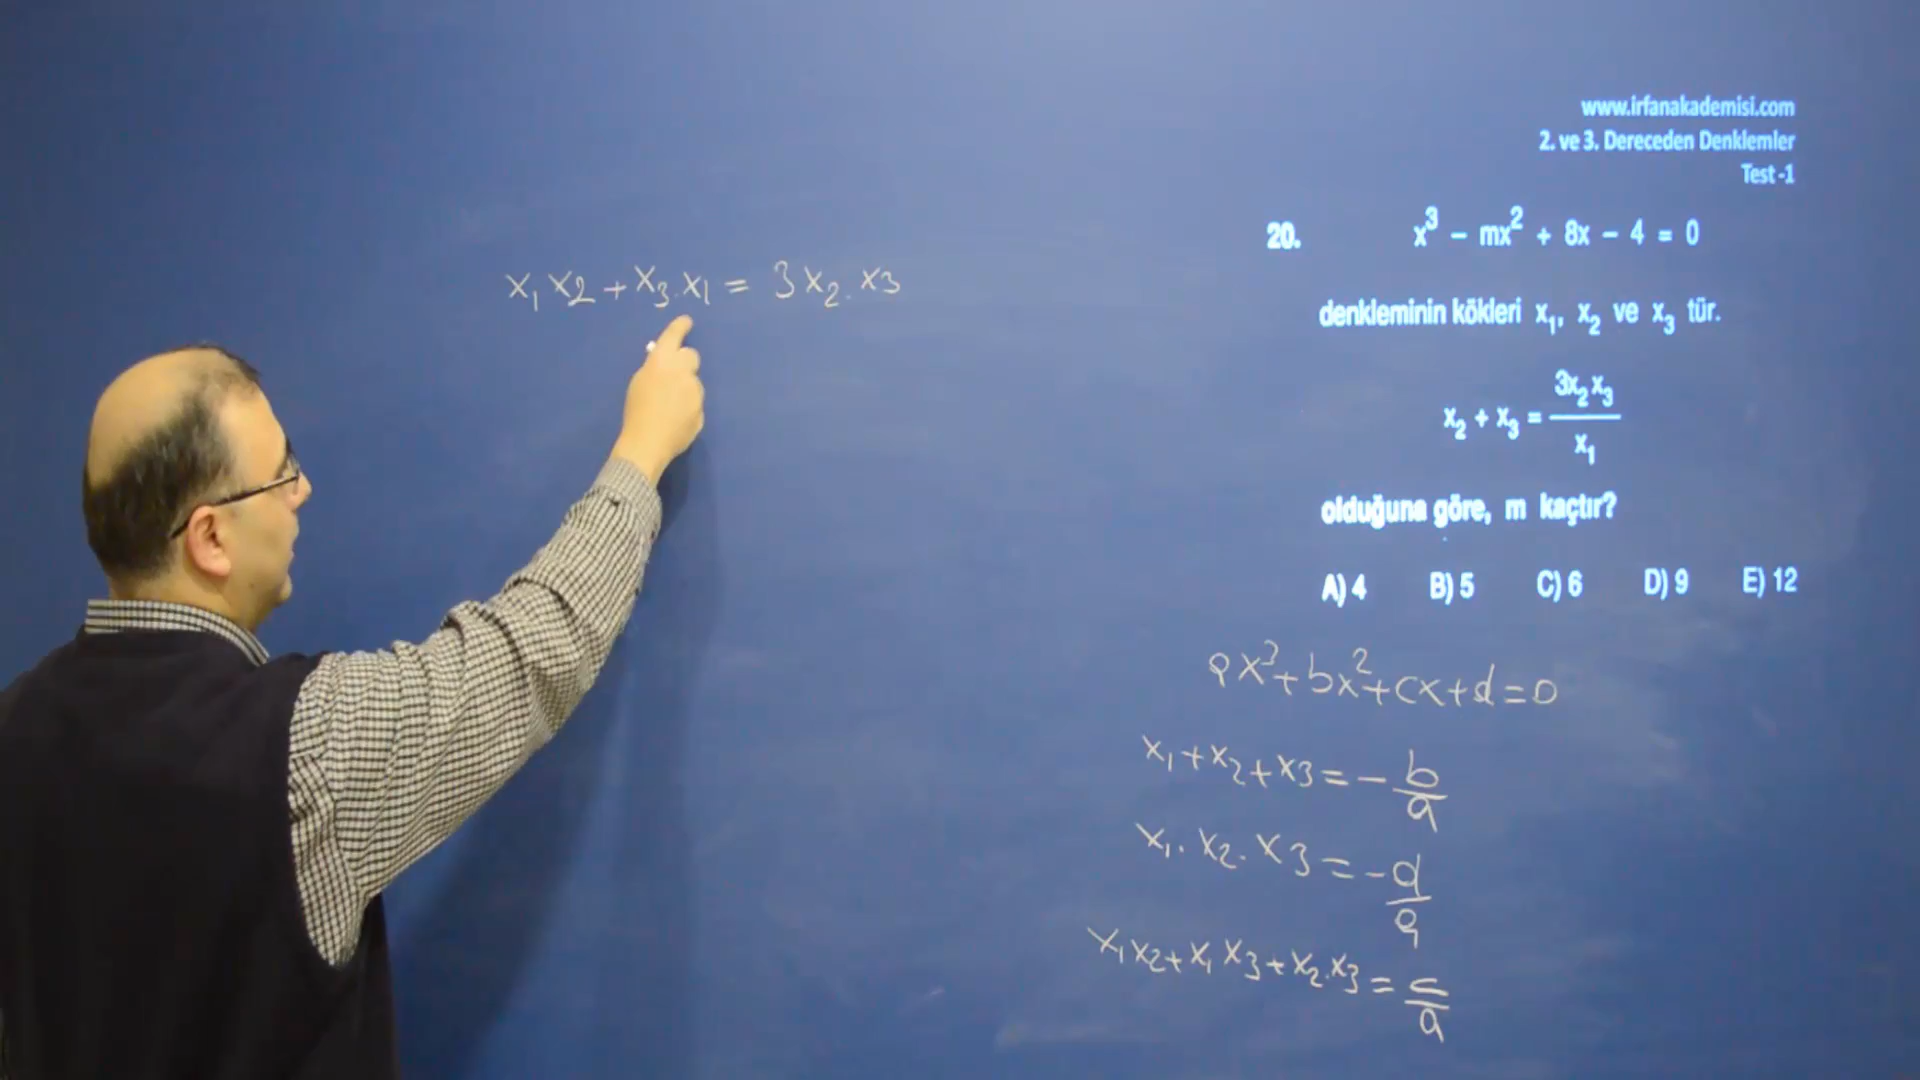 www.irfanakademisi.com
2. ve 3. Dereceden Denklemler
Test -1
20. x³ – mx² + 8x – 4 = 0
denkleminin kökleri x₁, x₂ ve x₃ tür.
x₂ + x₃ = 3x₂x₃ / x₁
olduğuna göre, m kaçtır?
A) 4 B) 5 C) 6 D) 9 E) 12
x₁x₂ + x₃.x₁ = 3x₂.x₃
ax³+bx²+cx+d=0
x₁+x₂+x₃=-b/a
x₁.x₂.x₃=-d/a
x₁x₂+x₁x₃+x₂.x₃=c/a